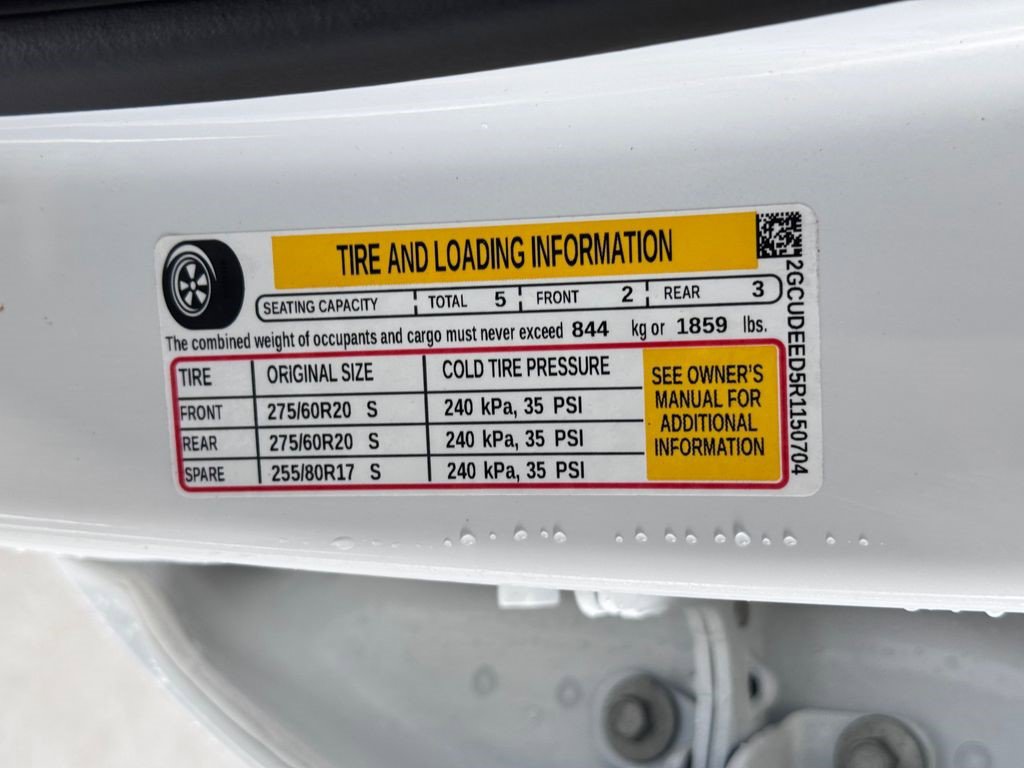 TIRE AND LOADING INFORMATION
SEATING CAPACITY TOTAL 5 FRONT 2 REAR 3
The combined weight of occupants and cargo must never exceed 844 kg or 1859 lbs.
TIRE ORIGINAL SIZE COLD TIRE PRESSURE
FRONT 275/60R20 S 240 kPa, 35 PSI
REAR 275/60R20 S 240 kPa, 35 PSI
SPARE 255/80R17 S 240 kPa, 35 PSI
SEE OWNER'S
MANUAL FOR
ADDITIONAL
INFORMATION
2GCUDEED5R1150704